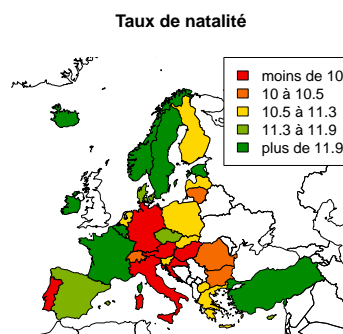 Taux de natalité
moins de 10
10 à 10.5
10.5 à 11.3
11.3 à 11.9
plus de 11.9